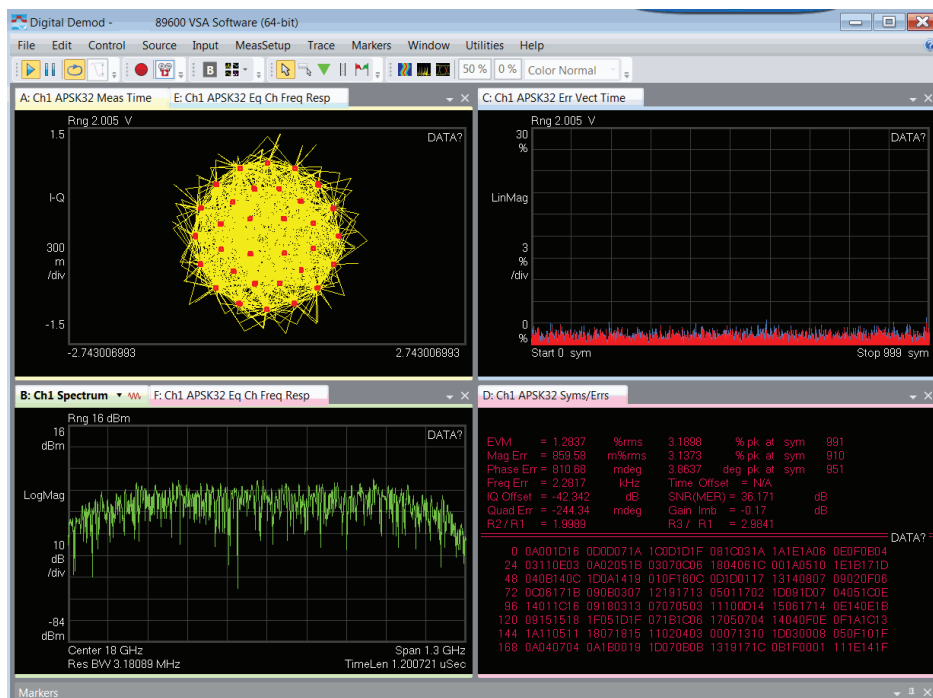 Digital Demod - 89600 VSA Software (64-bit)
File Edit Control Source Input MeasSetup Trace Markers Window Utilities Help
B 50 % 0 % Color Normal
A: Ch1 APSK32 Meas Time E: Ch1 APSK32 Eq Ch Freq Resp
Rng 2.005 V
1.5
DATA?
I-Q
300
m
/div
-1.5
-2.743006993 2.743006993
C: Ch1 APSK32 Err Vect Time
Rng 2.005 V
30
%
DATA?
LinMag
3
%
/div
0
%
Start 0 sym Stop 999 sym
B: Ch1 Spectrum F: Ch1 APSK32 Eq Ch Freq Resp
Rng 16 dBm
16
dBm
DATA?
LogMag
10
dB
/div
-84
dBm
Center 18 GHz Span 1.3 GHz
Res BW 3.18089 MHz TimeLen 1.200721 uSec
D: Ch1 APSK32 Syms/Errs
EVM = 1.2837 %rms 3.1898 % pk at sym 991
Mag Err = 859.58 m%rms 3.1373 % pk at sym 910
Phase Err = 810.88 mdeg 3.8637 deg pk at sym 951
Freq Err = 2.2817 kHz Time Offset = N/A
IQ Offset = -42.342 dB SNR(MER) = 36.171 dB
Quad Err = -244.34 mdeg Gain Imb = -0.17 dB
R2 / R1 = 1.9989 R3 / R1 = 2.9841
DATA?
0 0A001D16 0D0D071A 1C0D1D1F 081C031A 1A1E1A06 0E0F0B04
24 03110E03 0A02051B 03070C06 1804061C 001A0510 1E1B171D
48 040B140C 1D0A1419 010F160C 0D1D0117 13140807 09020F06
72 0C06171B 090B0307 12191713 05011702 1D091D07 04051C0E
96 14011C16 09180313 07070503 11100D14 15061714 0E140E1B
120 09151518 1F051D1F 071B1C06 17050704 14040F0E 0F1A1C13
144 1A110511 18071815 11020403 00071310 1D030008 050F101F
168 0A040704 0A1B0019 1D070B0B 1319171C 0B1F0001 111E141F
Markers